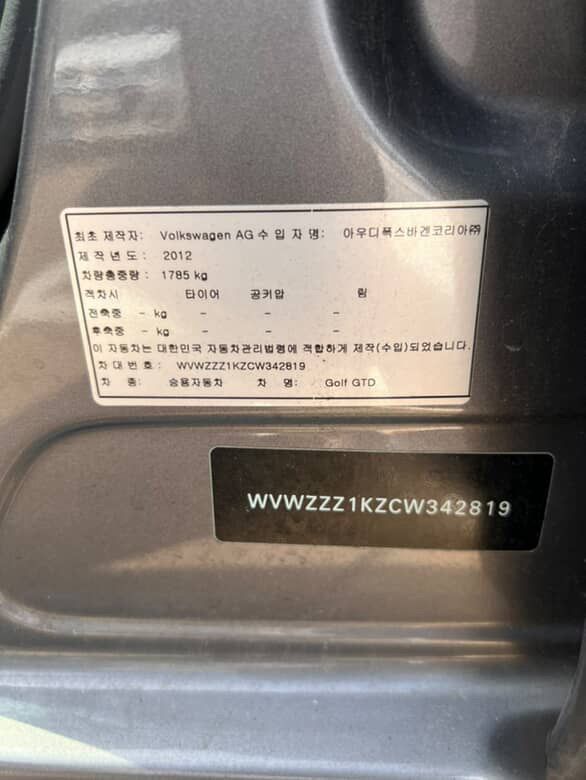 최초 제작자: Volkswagen AG 수 입 자 명: 아우디폭스바겐코리아㈜
제 작 년 도 : 2012
차량총중량: 1785 kg
적차시 타이어 공기압 림
전축중 - kg - - -
후축중 - kg - - -
이 자동차는 대한민국 자동차관리법령에 적합하게 제작(수입)되었습니다.
차 대 번 호 : WVWZZZ1KZCW342819
차 종: 승용자동차 차 명: Golf GTD
WVWZZZ1KZCW342819